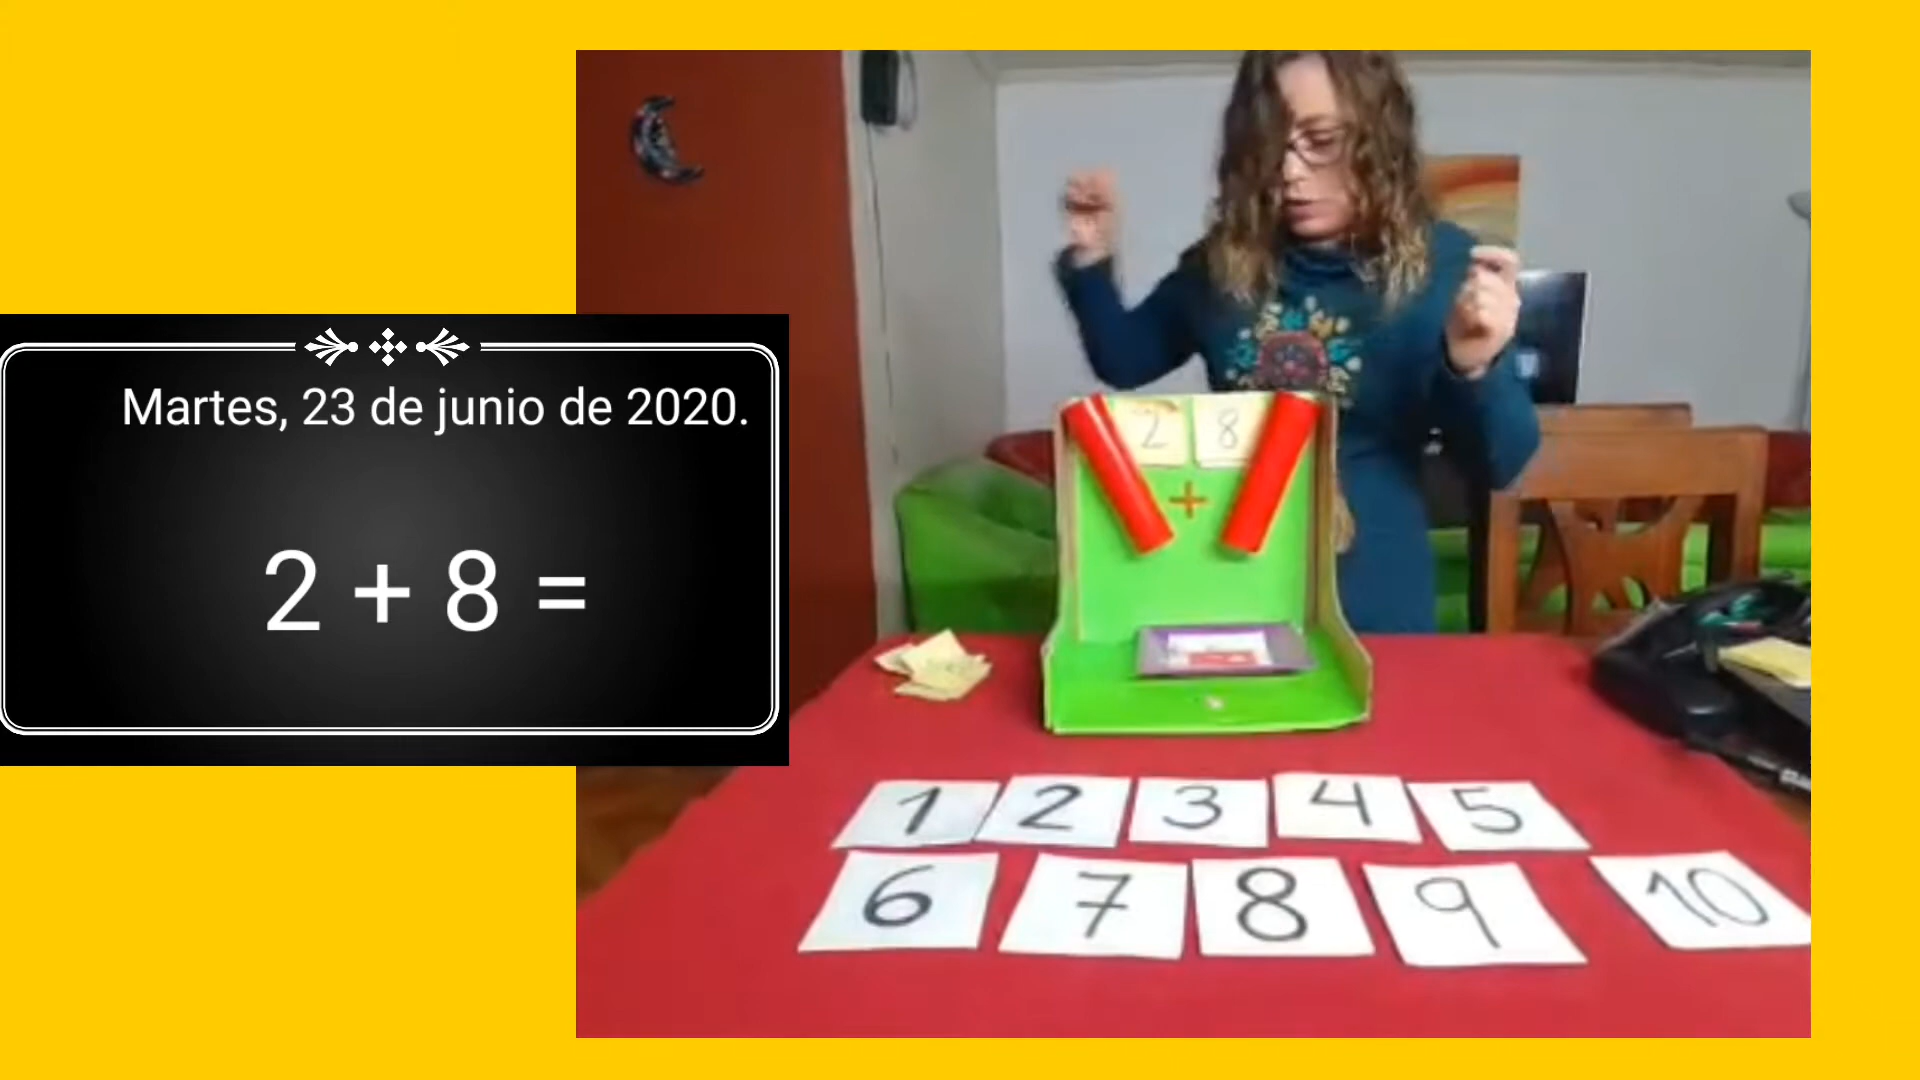 Martes, 23 de junio de 2020.
2 + 8 =
2 8
+
1 2 3 4 5
6 7 8 9 10